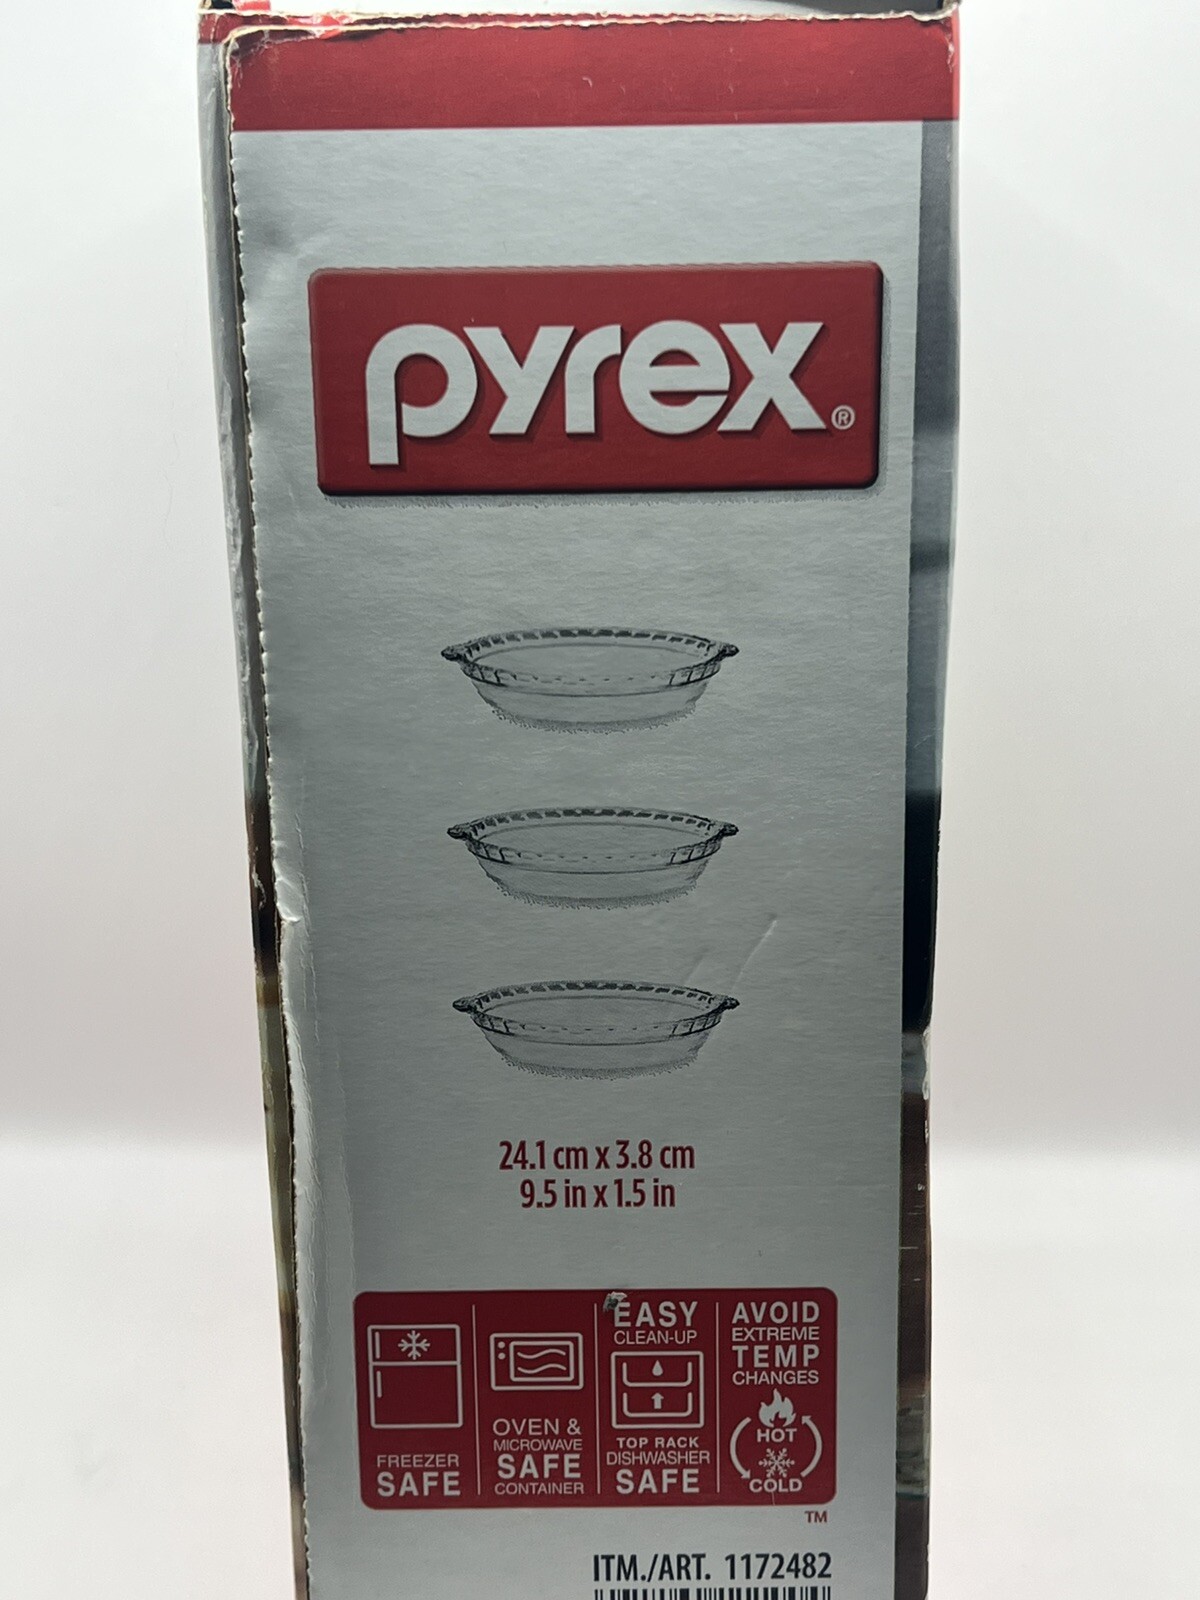 pyrex®
24.1 cm x 3.8 cm
9.5 in x 1.5 in
FREEZER
SAFE
OVEN &
MICROWAVE
SAFE
CONTAINER
EASY
CLEAN-UP
TOP RACK
DISHWASHER
SAFE
AVOID
EXTREME
TEMP
CHANGES
HOT
COLD
TM
ITM./ART. 1172482